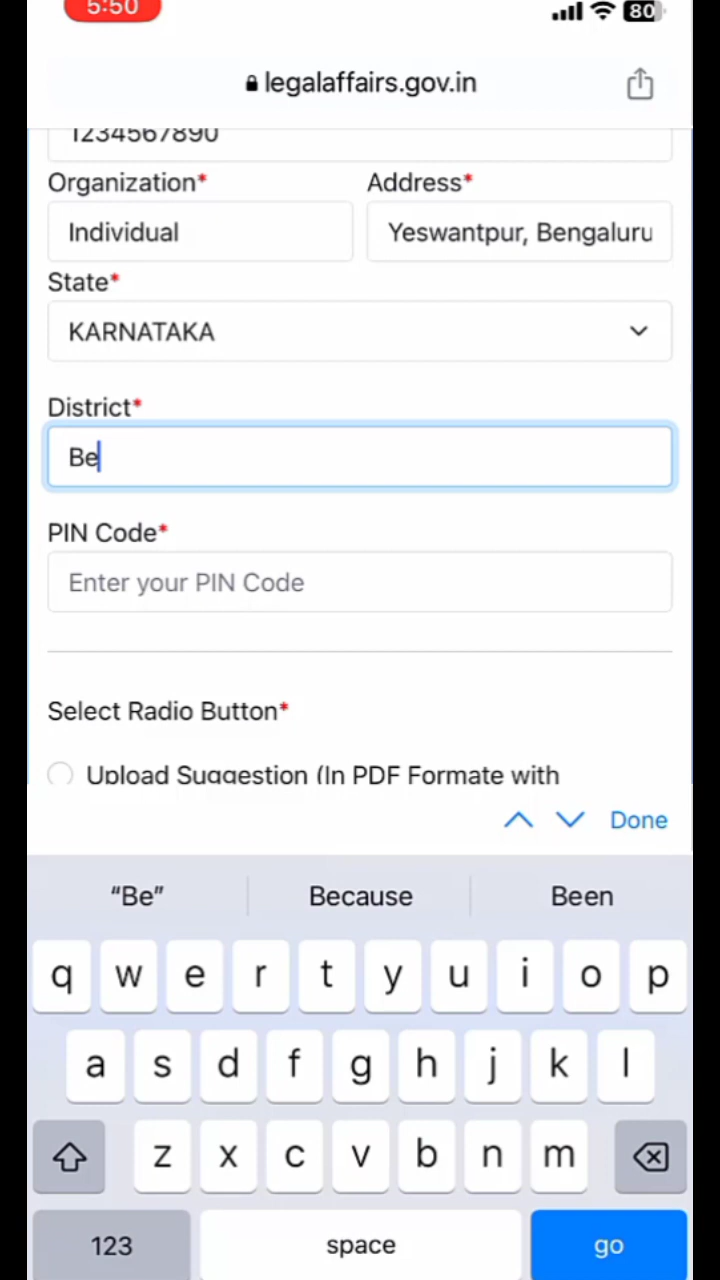 5:50
80
legalaffairs.gov.in
1234567890
Organization* Address*
Individual Yeswantpur, Bengaluru
State*
KARNATAKA
District*
Be
PIN Code*
Enter your PIN Code
Select Radio Button*
Upload Suggestion (In PDF Formate with
Done
“Be” Because Been
q w e r t y u i o p
a s d f g h j k l
z x c v b n m
123 space go